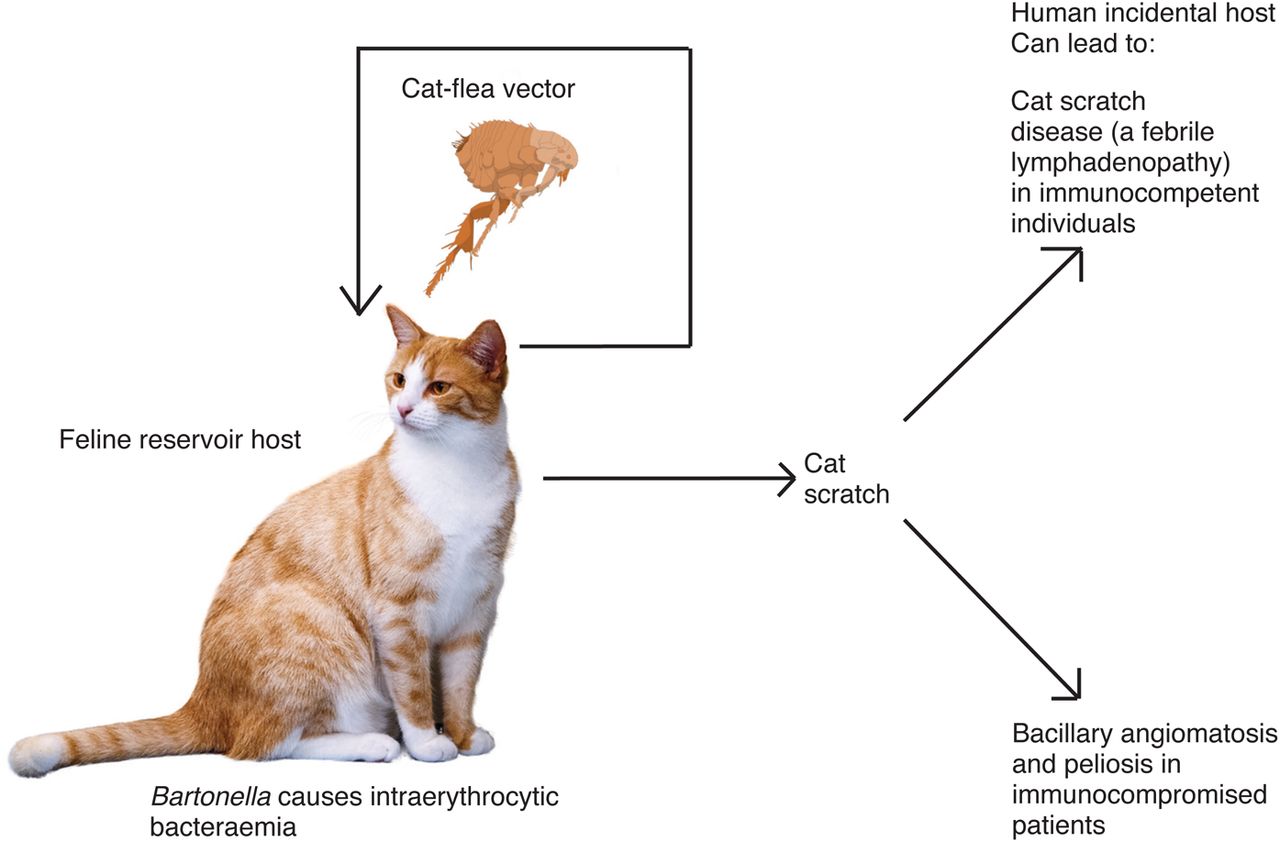 Human incidental host
Can lead to:
Cat scratch
disease (a febrile
lymphadenopathy)
in immunocompetent
individuals
Cat-flea vector
Feline reservoir host
Cat
scratch
Bartonella causes intraerythrocytic
bacteraemia
Bacillary angiomatosis
and peliosis in
immunocompromised
patients